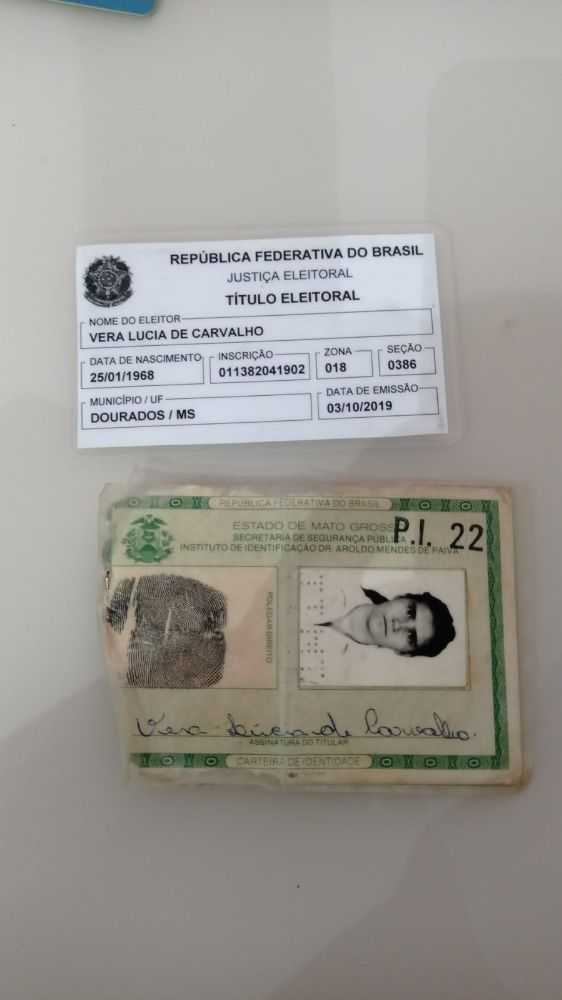 REPÚBLICA FEDERATIVA DO BRASIL
JUSTIÇA ELEITORAL
TÍTULO ELEITORAL
NOME DO ELEITOR
VERA LUCIA DE CARVALHO
DATA DE NASCIMENTO INSCRIÇÃO ZONA SEÇÃO
25/01/1968 011382041902 018 0386
MUNICÍPIO / UF DATA DE EMISSÃO
DOURADOS / MS 03/10/2019
REPÚBLICA FEDERATIVA DO BRASIL
ESTADO DE MATO GROSS P.I. 22
SECRETARIA DE SEGURANÇA PÚBLICA
INSTITUTO DE IDENTIFICAÇÃO DR. AROLDO MENDES DE PAIVA
POLEGAR DIREITO
Vera Lúcia de Carvalho.
ASSINATURA DO TITULAR
CARTEIRA DE IDENTIDADE